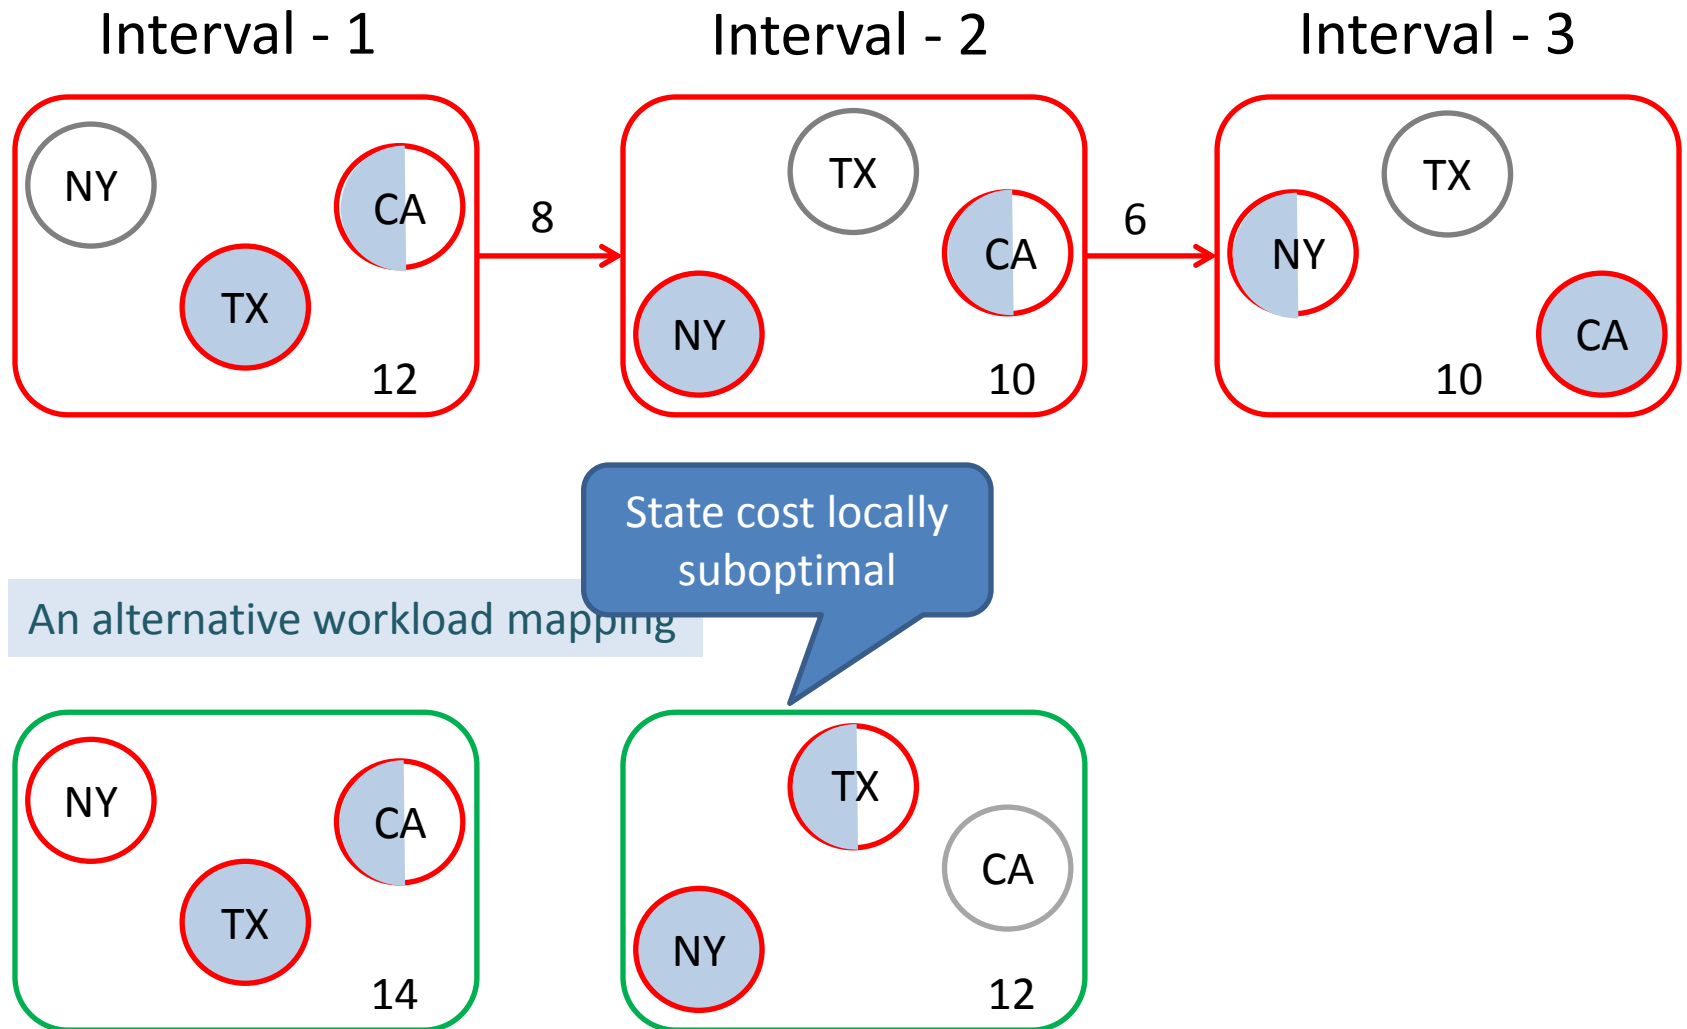 Interval - 1
Interval - 2
Interval - 3
NY
CA
TX
12
8
TX
CA
NY
10
6
TX
NY
CA
10
State cost locally
suboptimal
An alternative workload mapping
NY
CA
TX
14
TX
CA
NY
12